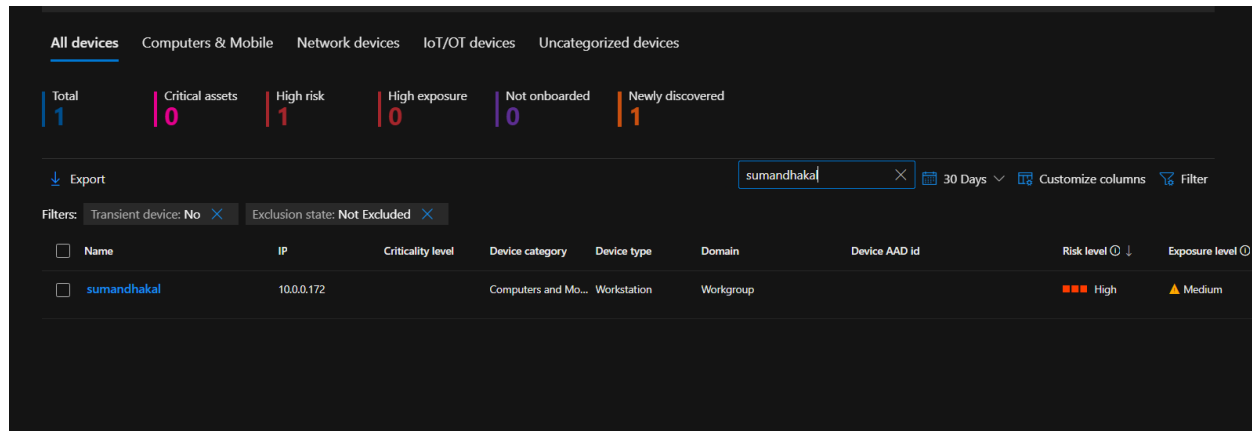 All devices Computers & Mobile Network devices IoT/OT devices Uncategorized devices
Total Critical assets High risk High exposure Not onboarded Newly discovered
1 0 1 0 0 1
Export sumandhakal 30 Days Customize columns Filter
Filters: Transient device: No Exclusion state: Not Excluded
Name IP Criticality level Device category Device type Domain Device AAD id Risk level Exposure level
sumandhakal 10.0.0.172 Computers and Mo... Workstation Workgroup High Medium